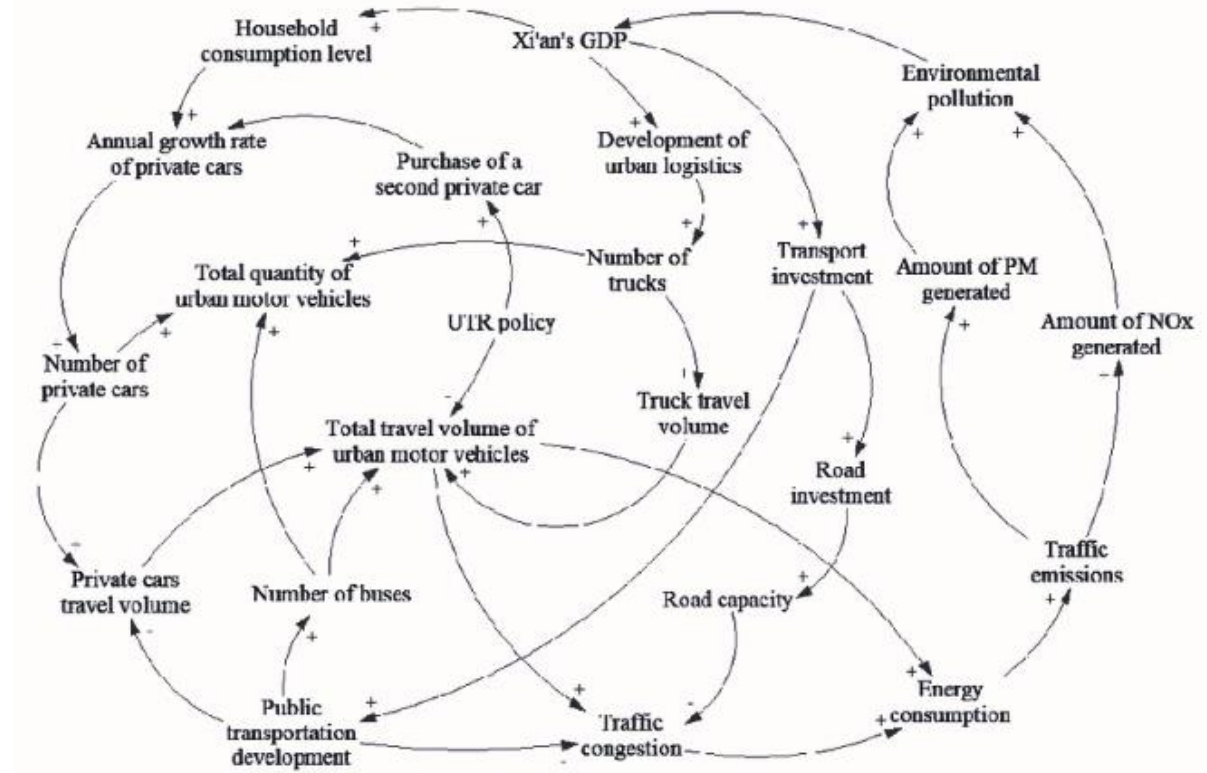 Household
consumption level
Xi'an's GDP
Environmental
pollution
Annual growth rate
of private cars
Purchase of a
second private car
Development of
urban logistics
Total quantity of
urban motor vehicles
Number of
trucks
Transport
investment
Amount of PM
generated
UTR policy
Amount of NOx
generated
Number of
private cars
Truck travel
volume
Total travel volume of
urban motor vehicles
Road
investment
Private cars
travel volume
Number of buses
Road capacity
Traffic
emissions
Public
transportation
development
Traffic
congestion
Energy
consumption